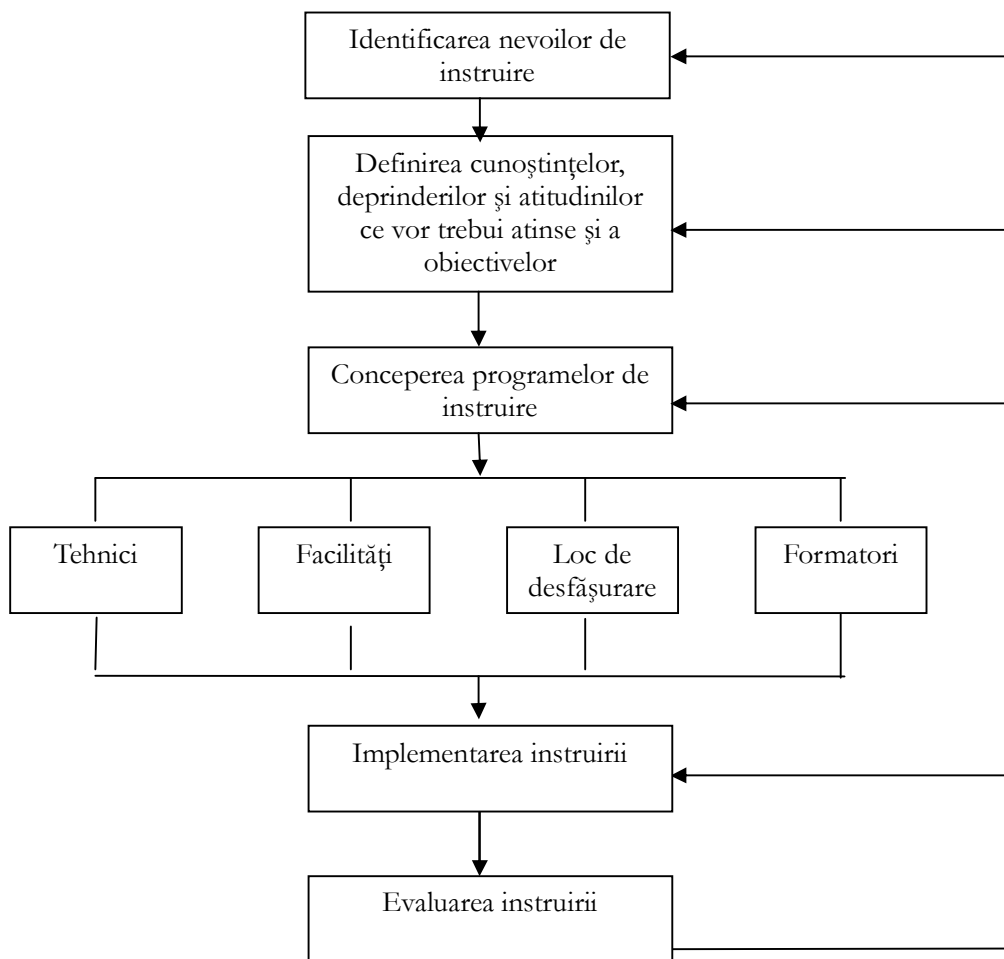 Identificarea nevoilor de
instruire
Definirea cunoştinţelor,
deprinderilor şi atitudinilor
ce vor trebui atinse şi a
obiectivelor
Conceperea programelor de
instruire
Tehnici
Facilităţi
Loc de
desfăşurare
Formatori
Implementarea instruirii
Evaluarea instruirii